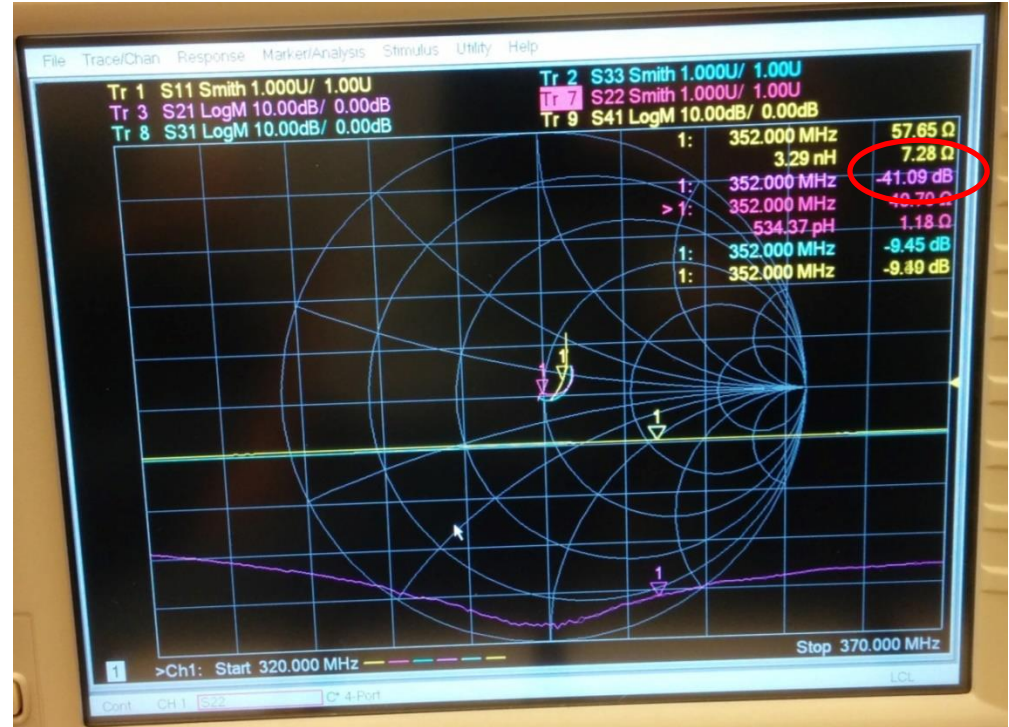 File Trace/Chan Response Marker/Analysis Stimulus Utility Help
Tr 1 S11 Smith 1.000U/ 1.00U
Tr 3 S21 LogM 10.00dB/ 0.00dB
Tr 8 S31 LogM 10.00dB/ 0.00dB
Tr 2 S33 Smith 1.000U/ 1.00U
Tr 7 S22 Smith 1.000U/ 1.00U
Tr 9 S41 LogM 10.00dB/ 0.00dB
1: 352.000 MHz 57.65 Ω
3.29 nH 7.28 Ω
1: 352.000 MHz -41.09 dB
>1: 352.000 MHz
534.37 pH 1.18 Ω
1: 352.000 MHz -9.45 dB
1: 352.000 MHz -9.49 dB
1
1
1
1
1 >Ch1: Start 320.000 MHz Stop 370.000 MHz
Cont. CH 1: S22 C* 4-Port LCL